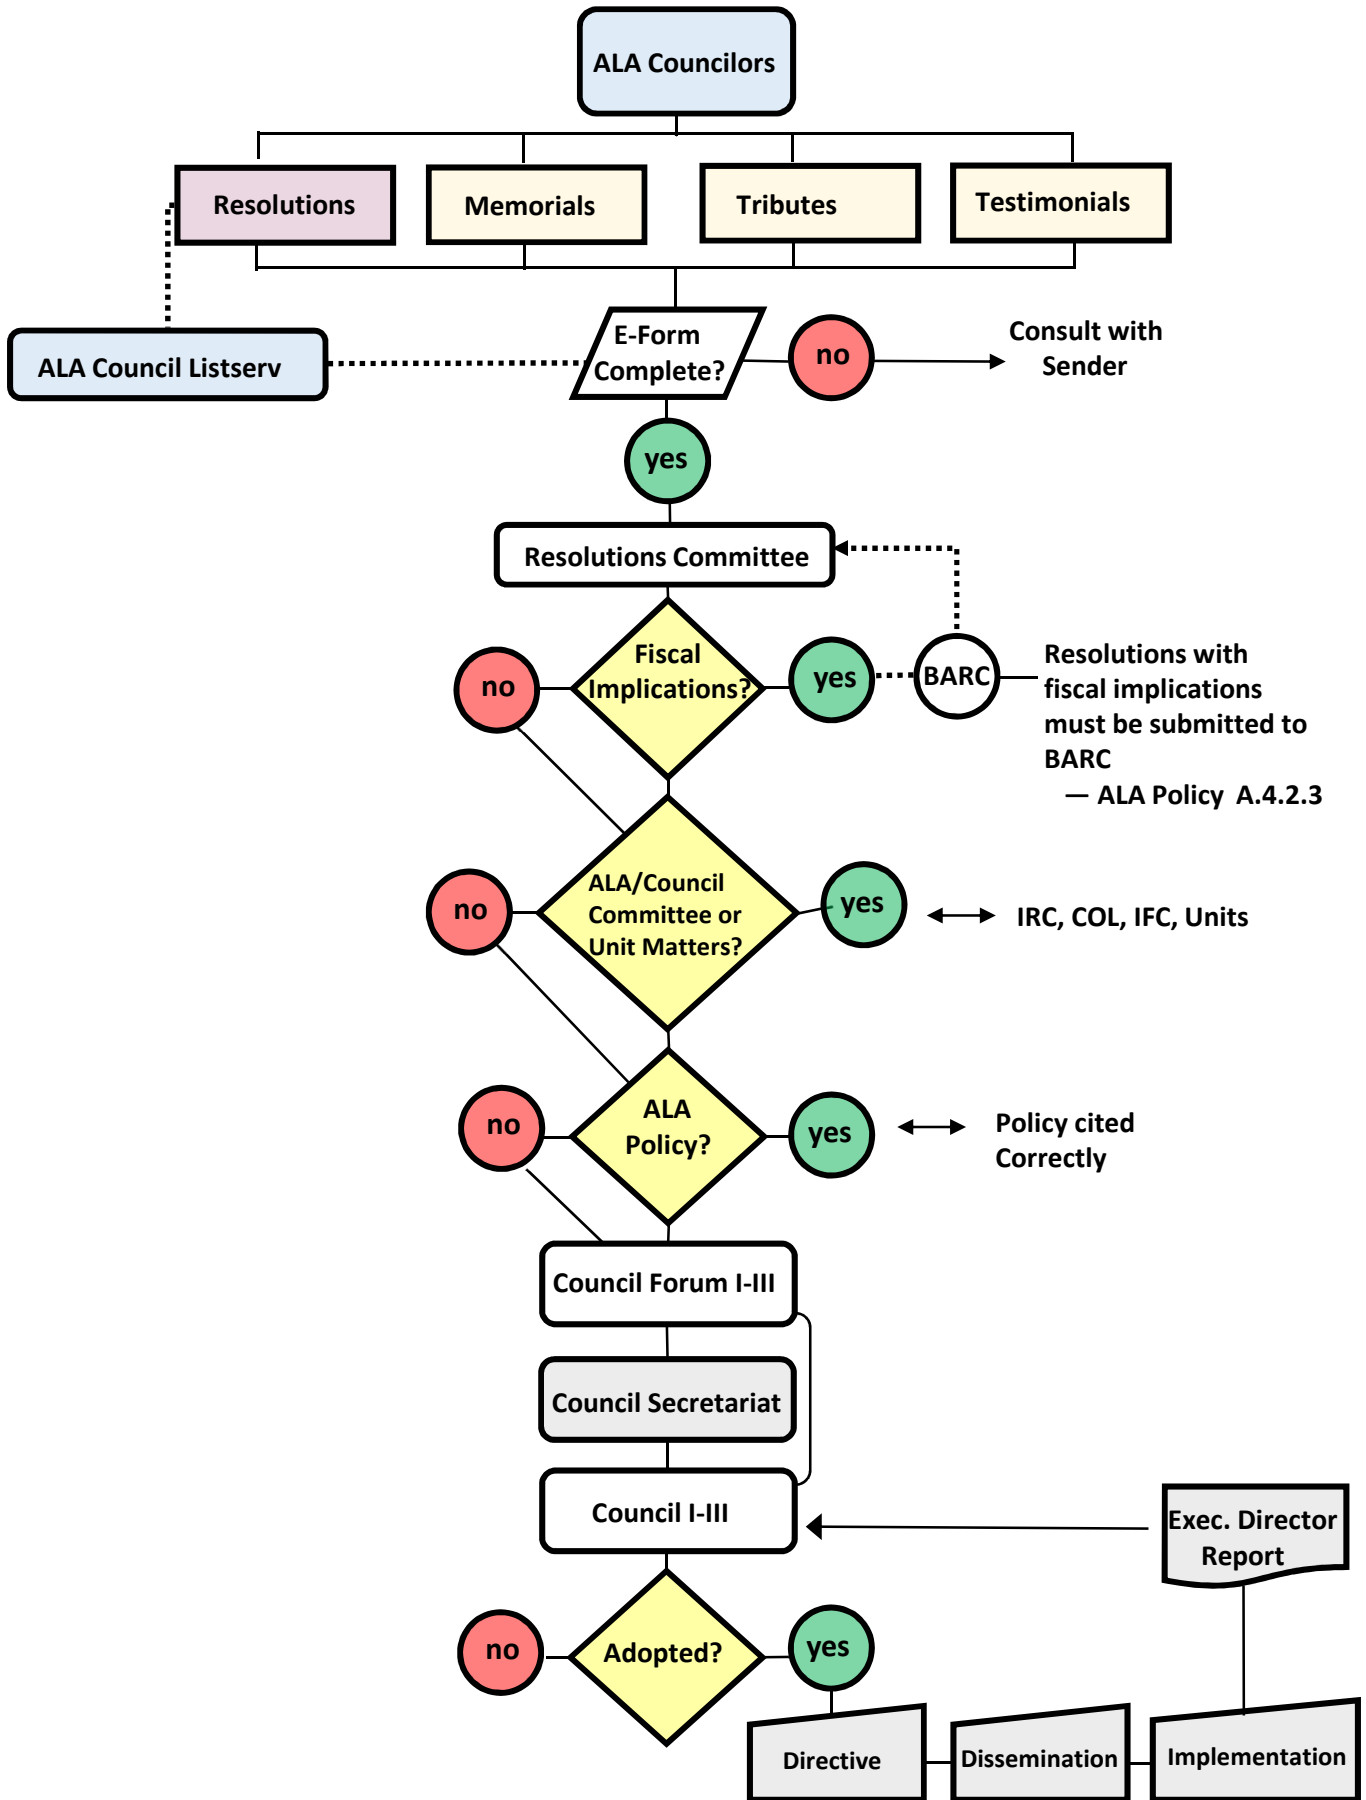 ALA Councilors
Resolutions
Memorials
Tributes
Testimonials
E-Form
Complete?
no
Consult with
Sender
ALA Council Listserv
yes
Resolutions Committee
Fiscal
Implications?
no
yes
BARC
Resolutions with
fiscal implications
must be submitted to
BARC
— ALA Policy A.4.2.3
ALA/Council
Committee or
Unit Matters?
no
yes
IRC, COL, IFC, Units
ALA
Policy?
no
yes
Policy cited
Correctly
Council Forum I-III
Council Secretariat
Council I-III
Exec. Director
Report
Adopted?
no
yes
Directive
Dissemination
Implementation